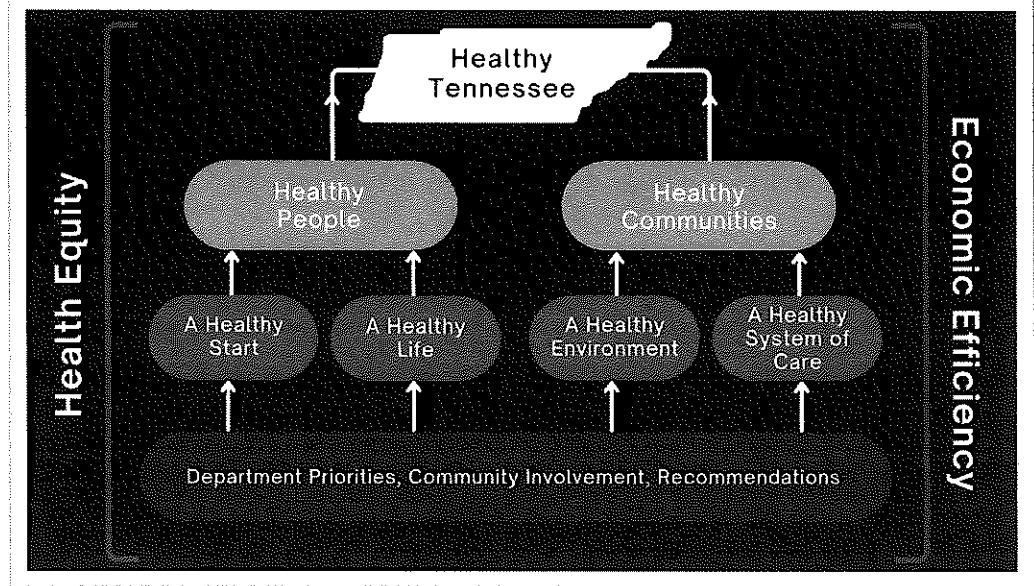 Healthy
Tennessee
Healthy
People
Healthy
Communities
Health Equity
Economic Efficiency
A Healthy
Start
A Healthy
Life
A Healthy
Environment
A Healthy
System of
Care
Department Priorities, Community Involvement, Recommendations